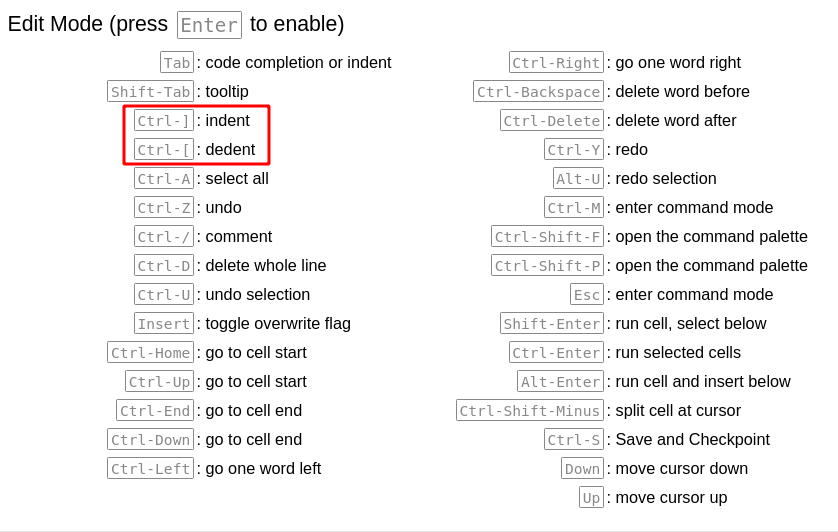 Edit Mode (press Enter to enable)
Tab : code completion or indent
Shift-Tab : tooltip
Ctrl-] : indent
Ctrl-[ : dedent
Ctrl-A : select all
Ctrl-Z : undo
Ctrl-/ : comment
Ctrl-D : delete whole line
Ctrl-U : undo selection
Insert : toggle overwrite flag
Ctrl-Home : go to cell start
Ctrl-Up : go to cell start
Ctrl-End : go to cell end
Ctrl-Down : go to cell end
Ctrl-Left : go one word left
Ctrl-Right : go one word right
Ctrl-Backspace : delete word before
Ctrl-Delete : delete word after
Ctrl-Y : redo
Alt-U : redo selection
Ctrl-M : enter command mode
Ctrl-Shift-F : open the command palette
Ctrl-Shift-P : open the command palette
Esc : enter command mode
Shift-Enter : run cell, select below
Ctrl-Enter : run selected cells
Alt-Enter : run cell and insert below
Ctrl-Shift-Minus : split cell at cursor
Ctrl-S : Save and Checkpoint
Down : move cursor down
Up : move cursor up